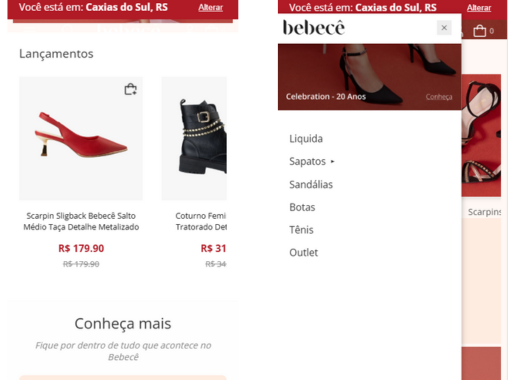 Você está em: Caxias do Sul, RS
Alterar
Lançamentos
Scarpin Sligback Bebecê Salto
Médio Taça Detalhe Metalizado
R$ 179.90
R$ 179.90
Coturno Femi
Tratorado Det
R$ 31
R$ 34
Conheça mais
Fique por dentro de tudo que acontece no
Bebecê
Você está em: Caxias do Sul, RS
Alterar
bebecê
×
0
Celebration - 20 Anos
Conheça
Liquida
Sapatos
Sandálias
Botas
Tênis
Outlet
Scarpins